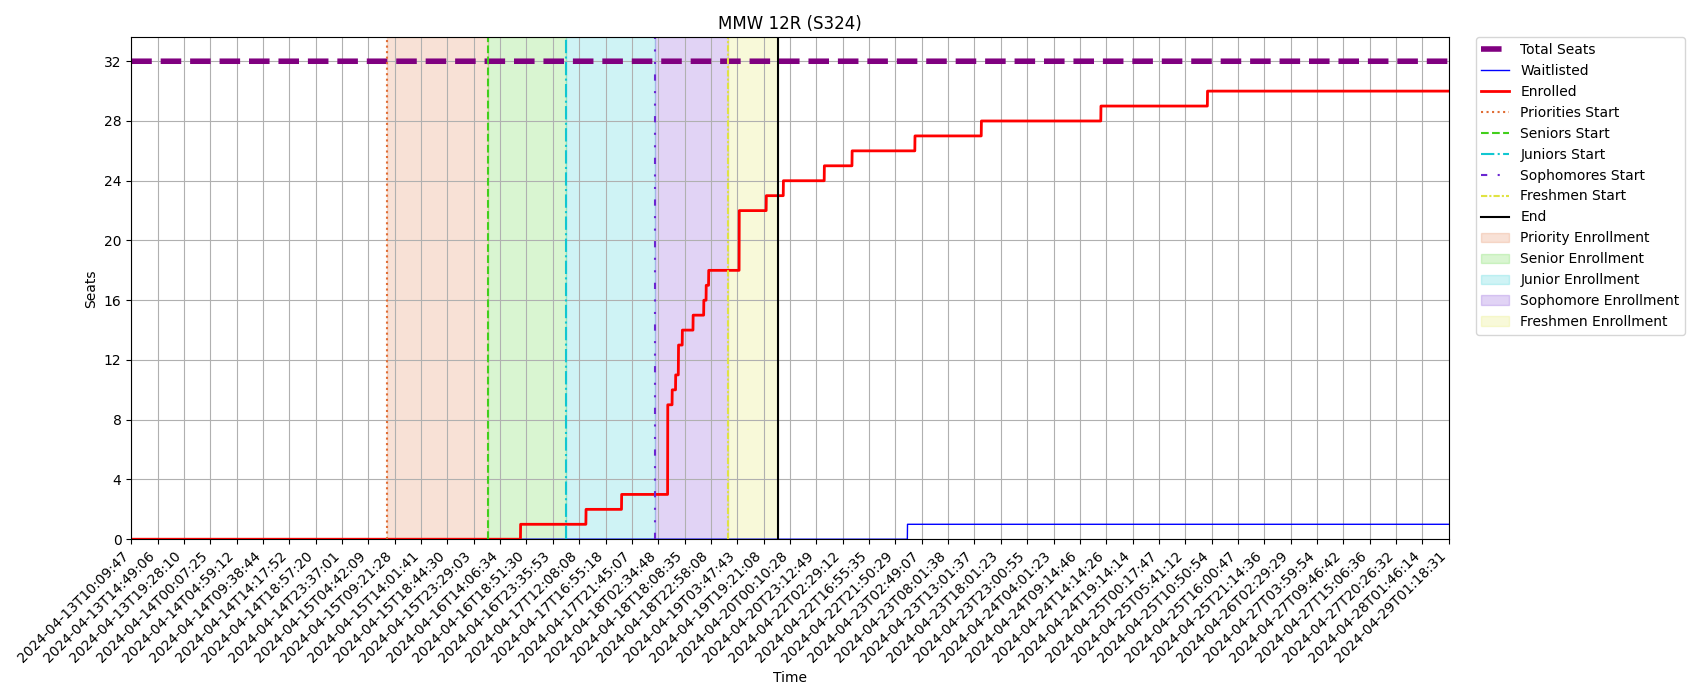 MMW 12R (S324)
Total Seats
Waitlisted
Enrolled
Priorities Start
Seniors Start
Juniors Start
Sophomores Start
Freshmen Start
End
Priority Enrollment
Senior Enrollment
Junior Enrollment
Sophomore Enrollment
Freshmen Enrollment
Seats
32
28
24
20
16
12
8
4
0
2024-04-13T10:09:47
2024-04-13T14:49:06
2024-04-13T19:28:10
2024-04-14T00:07:25
2024-04-14T04:59:12
2024-04-14T09:38:44
2024-04-14T14:17:52
2024-04-14T18:57:20
2024-04-14T23:37:01
2024-04-15T04:42:09
2024-04-15T09:21:28
2024-04-15T14:01:41
2024-04-15T18:44:30
2024-04-15T23:29:03
2024-04-16T14:06:34
2024-04-16T18:51:30
2024-04-16T23:35:53
2024-04-17T12:08:08
2024-04-17T16:55:18
2024-04-17T21:45:07
2024-04-18T02:34:48
2024-04-18T18:08:35
2024-04-18T22:58:08
2024-04-19T03:47:43
2024-04-19T19:21:08
2024-04-20T00:10:28
2024-04-20T23:12:49
2024-04-22T02:29:12
2024-04-22T16:55:35
2024-04-22T21:50:29
2024-04-23T02:49:07
2024-04-23T08:01:38
2024-04-23T13:01:37
2024-04-23T18:01:23
2024-04-23T23:00:55
2024-04-24T04:01:23
2024-04-24T09:14:46
2024-04-24T14:14:26
2024-04-24T19:14:14
2024-04-25T00:17:47
2024-04-25T05:41:12
2024-04-25T10:50:54
2024-04-25T16:00:47
2024-04-25T21:14:36
2024-04-26T02:29:29
2024-04-27T03:59:54
2024-04-27T09:46:42
2024-04-27T15:06:36
2024-04-27T20:26:32
2024-04-28T01:46:14
2024-04-29T01:18:31
Time